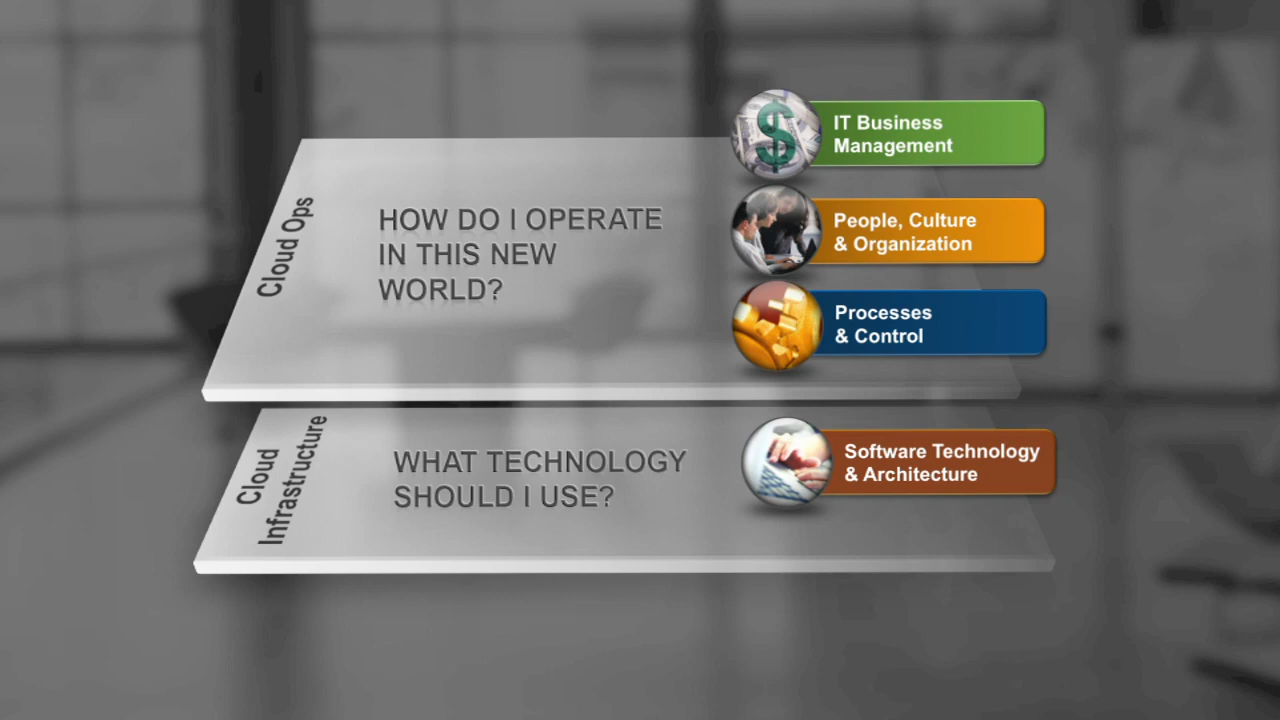 Cloud Ops
HOW DO I OPERATE
IN THIS NEW
WORLD?
IT Business
Management
People, Culture
& Organization
Processes
& Control
Cloud
Infrastructure
WHAT TECHNOLOGY
SHOULD I USE?
Software Technology
& Architecture